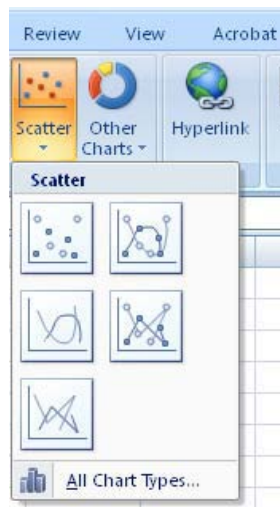 Review View Acrobat
Scatter Other Charts Hyperlink
Scatter
All Chart Types...